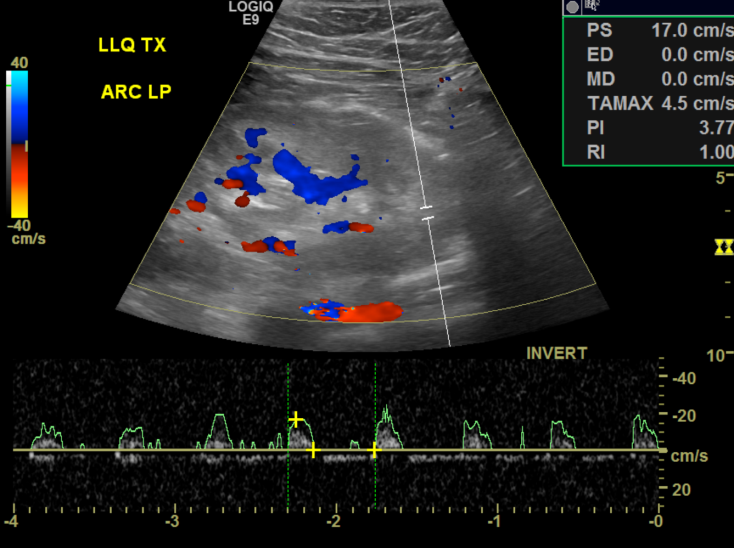 LOGIQ
E9
LLQ TX
ARC LP
40
-40
cm/s
PS 17.0 cm/s
ED 0.0 cm/s
MD 0.0 cm/s
TAMAX 4.5 cm/s
PI 3.77
RI 1.00
5
10
INVERT
-40
-20
cm/s
20
-4 -3 -2 -1 -0